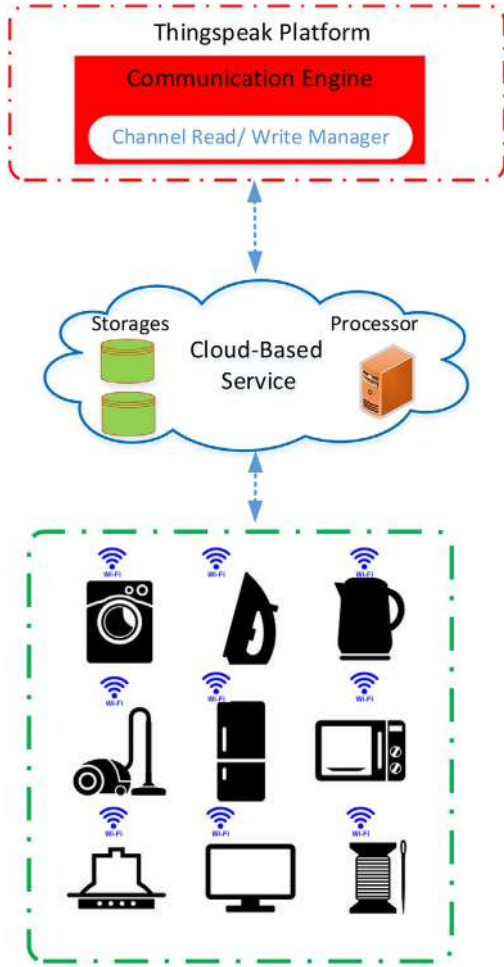 Thingspeak Platform
Communication Engine
Channel Read/ Write Manager
Storages
Processor
Cloud-Based
Service
Wi-Fi
Wi-Fi
Wi-Fi
Wi-Fi
Wi-Fi
Wi-Fi
Wi-Fi
Wi-Fi
Wi-Fi